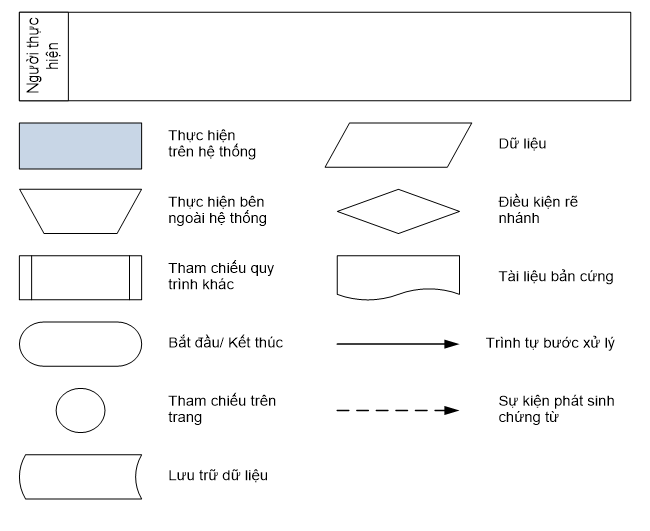 Người thực
hiện
Thực hiện
trên hệ thống
Dữ liệu
Thực hiện bên
ngoài hệ thống
Điều kiện rẽ
nhánh
Tham chiếu quy
trình khác
Tài liệu bản cứng
Bắt đầu/ Kết thúc
Trình tự bước xử lý
Tham chiếu trên
trang
Sự kiện phát sinh
chứng từ
Lưu trữ dữ liệu